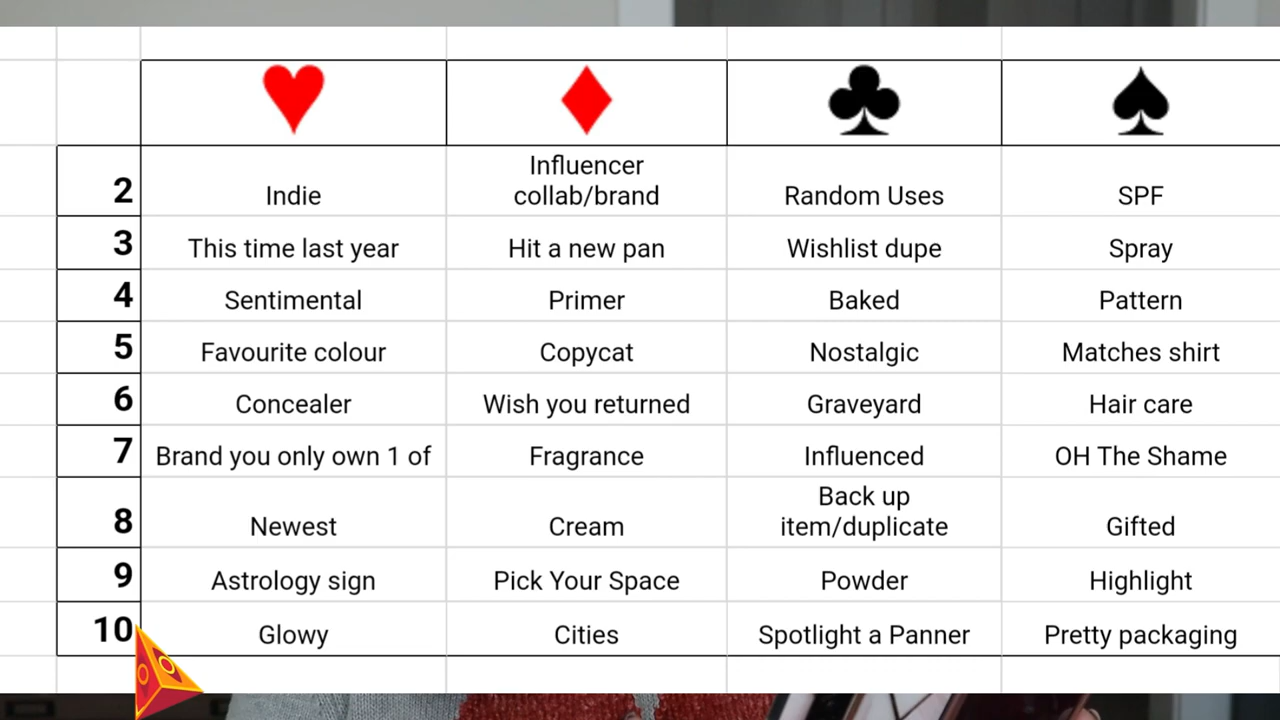 ♥ ♦ ♣ ♠
2 Indie Influencer collab/brand Random Uses SPF
3 This time last year Hit a new pan Wishlist dupe Spray
4 Sentimental Primer Baked Pattern
5 Favourite colour Copycat Nostalgic Matches shirt
6 Concealer Wish you returned Graveyard Hair care
7 Brand you only own 1 of Fragrance Influenced OH The Shame
8 Newest Cream Back up item/duplicate Gifted
9 Astrology sign Pick Your Space Powder Highlight
10 Glowy Cities Spotlight a Panner Pretty packaging